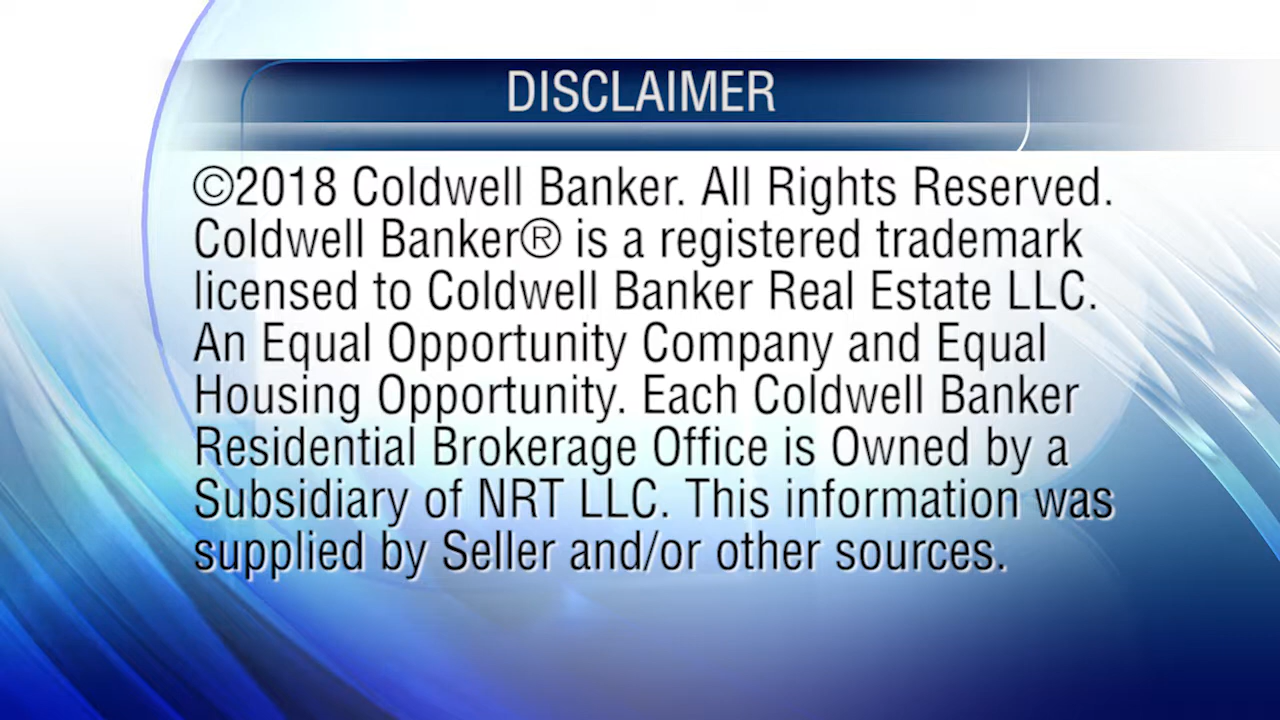 DISCLAIMER
©2018 Coldwell Banker. All Rights Reserved.
Coldwell Banker® is a registered trademark
licensed to Coldwell Banker Real Estate LLC.
An Equal Opportunity Company and Equal
Housing Opportunity. Each Coldwell Banker
Residential Brokerage Office is Owned by a
Subsidiary of NRT LLC. This information was
supplied by Seller and/or other sources.